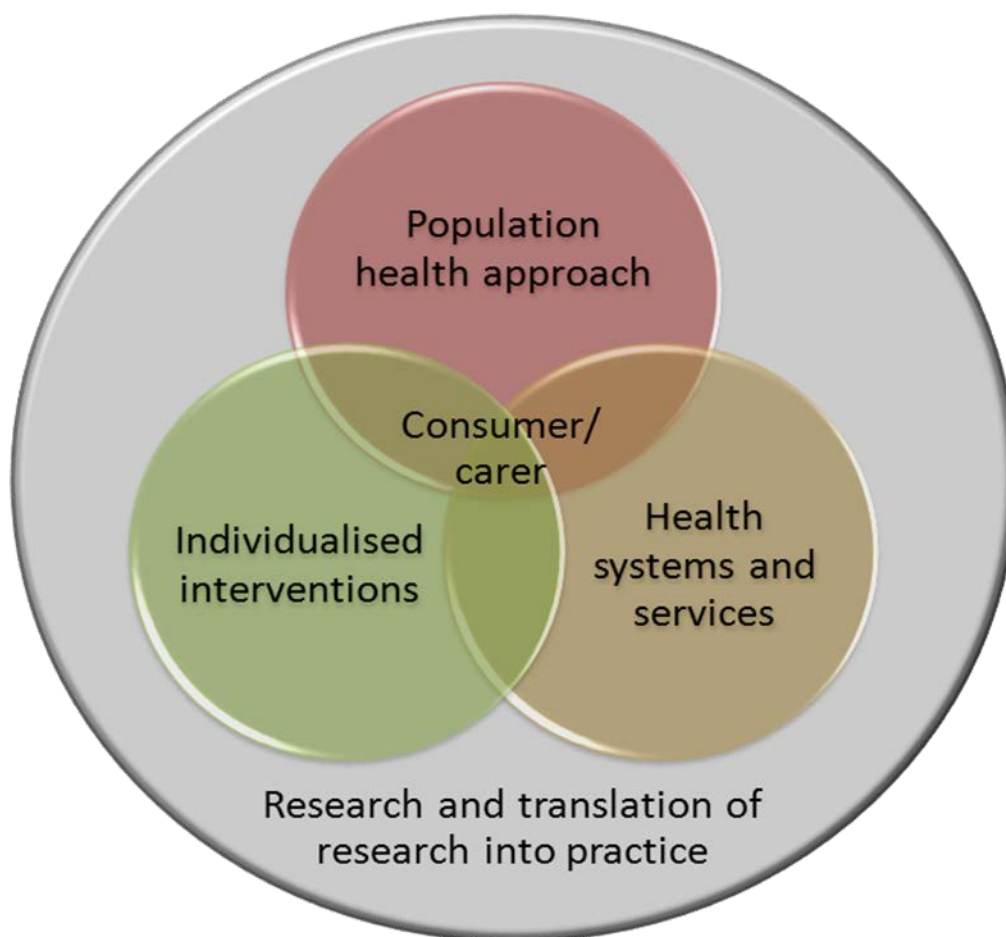 Population
health approach
Consumer/
carer
Individualised
interventions
Health
systems and
services
Research and translation of
research into practice